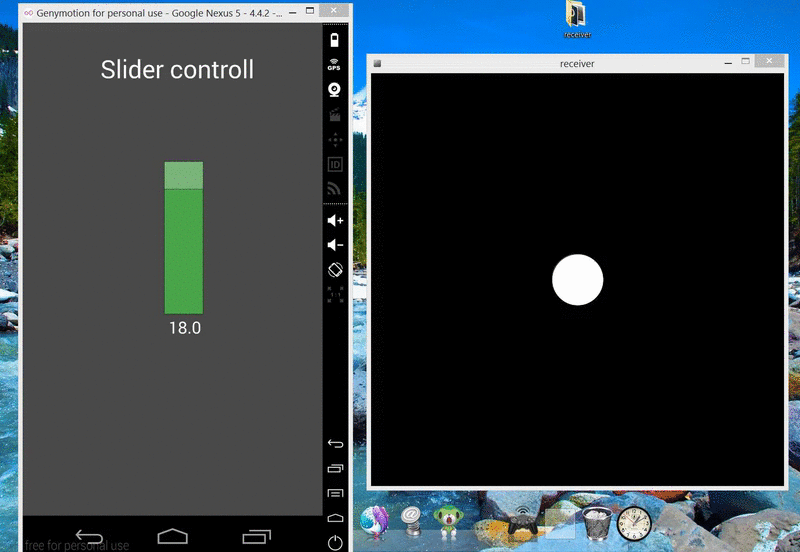 Genymotion for personal use - Google Nexus 5 - 4.4.2 -...
Slider controll
18.0
GPS
ID
free for personal use
receiver
receiver